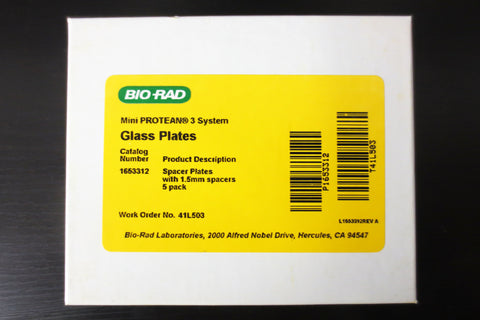 BIO-RAD
Mini PROTEAN® 3 System
Glass Plates
Catalog
Number Product Description
1653312 Spacer Plates
with 1.5mm spacers
5 pack
Work Order No. 41L503
P1653312
T41L503
L1653312REV A
Bio-Rad Laboratories, 2000 Alfred Nobel Drive, Hercules, CA 94547